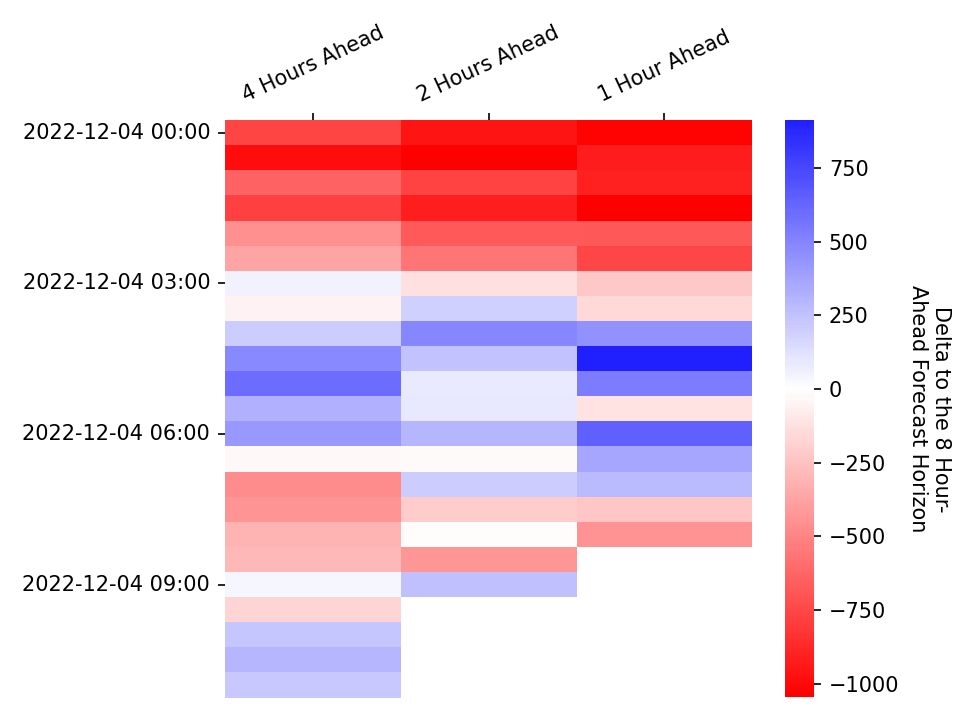 4 Hours Ahead
2 Hours Ahead
1 Hour Ahead
2022-12-04 00:00
2022-12-04 03:00
2022-12-04 06:00
2022-12-04 09:00
750
500
250
0
−250
−500
−750
−1000
Delta to the 8 Hour-
Ahead Forecast Horizon